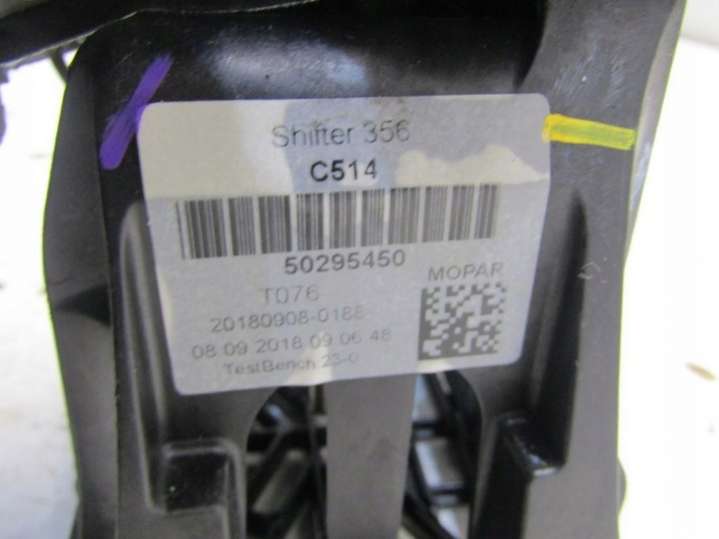 Shifter 356
C514
50295450
MOPAR
T076
20180908-0188
08.09.2018 09:06:48
TestBench 23-0